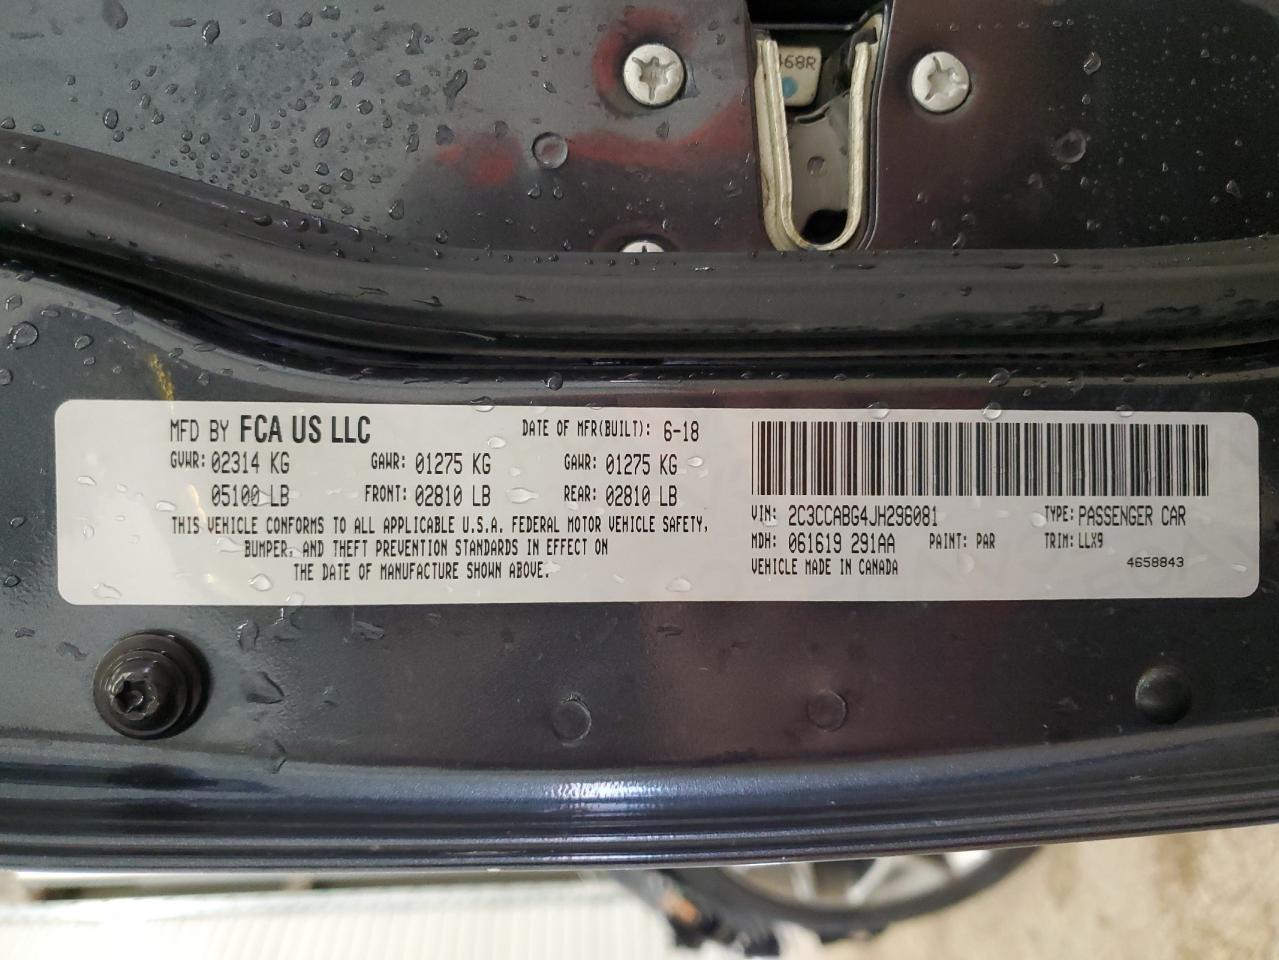 468R
MFD BY FCA US LLC DATE OF MFR(BUILT): 6-18
GVWR: 02314 KG GAWR: 01275 KG GAWR: 01275 KG
05100 LB FRONT: 02810 LB REAR: 02810 LB
THIS VEHICLE CONFORMS TO ALL APPLICABLE U.S.A. FEDERAL MOTOR VEHICLE SAFETY,
BUMPER, AND THEFT PREVENTION STANDARDS IN EFFECT ON
THE DATE OF MANUFACTURE SHOWN ABOVE.
VIN: 2C3CCABG4JH296081 TYPE: PASSENGER CAR
MDH: 061619 291AA PAINT: PAR TRIM: LLX9
VEHICLE MADE IN CANADA 4658843